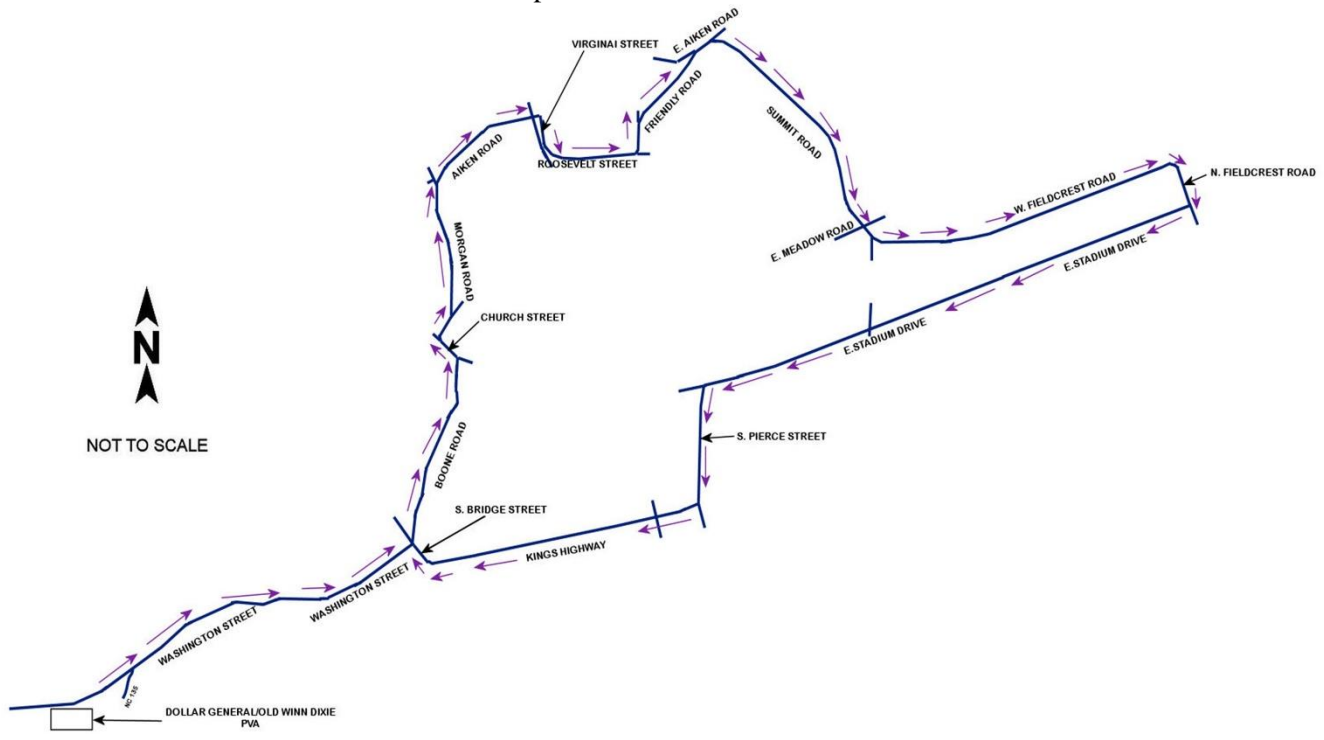 E. AIKEN ROAD
VIRGINAI STREET
FRIENDLY ROAD
SUMMIT ROAD
AIKEN ROAD
ROOSEVELT STREET
N. FIELDCREST ROAD
W. FIELDCREST ROAD
E. MEADOW ROAD
E.STADIUM DRIVE
MORGAN ROAD
CHURCH STREET
E.STADIUM DRIVE
N
NOT TO SCALE
S. PIERCE STREET
BOONE ROAD
S. BRIDGE STREET
KINGS HIGHWAY
WASHINGTON STREET
WASHINGTON STREET
NC 135
DOLLAR GENERAL/OLD WINN DIXIE
PVA